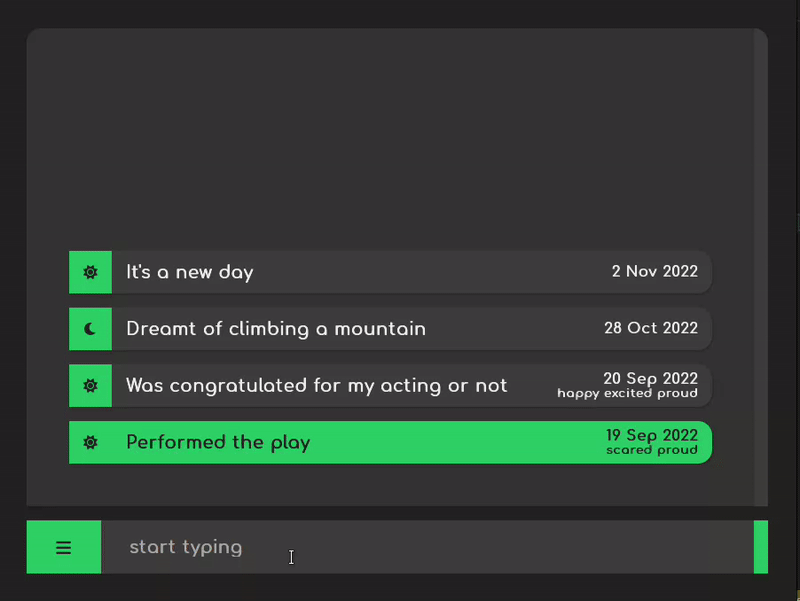 It's a new day
2 Nov 2022
Dreamt of climbing a mountain
28 Oct 2022
Was congratulated for my acting or not
20 Sep 2022
happy excited proud
Performed the play
19 Sep 2022
scared proud
start typing